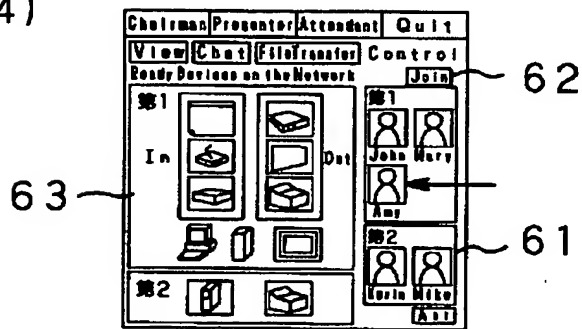 4)
Chairman Presenter Attendant Quit
View Chat FileTransfer Control
Ready Devices on the Network Join
62
第1
第1
In
Out
John Mary
63
Amy
第2
61
第2
Karin Mike